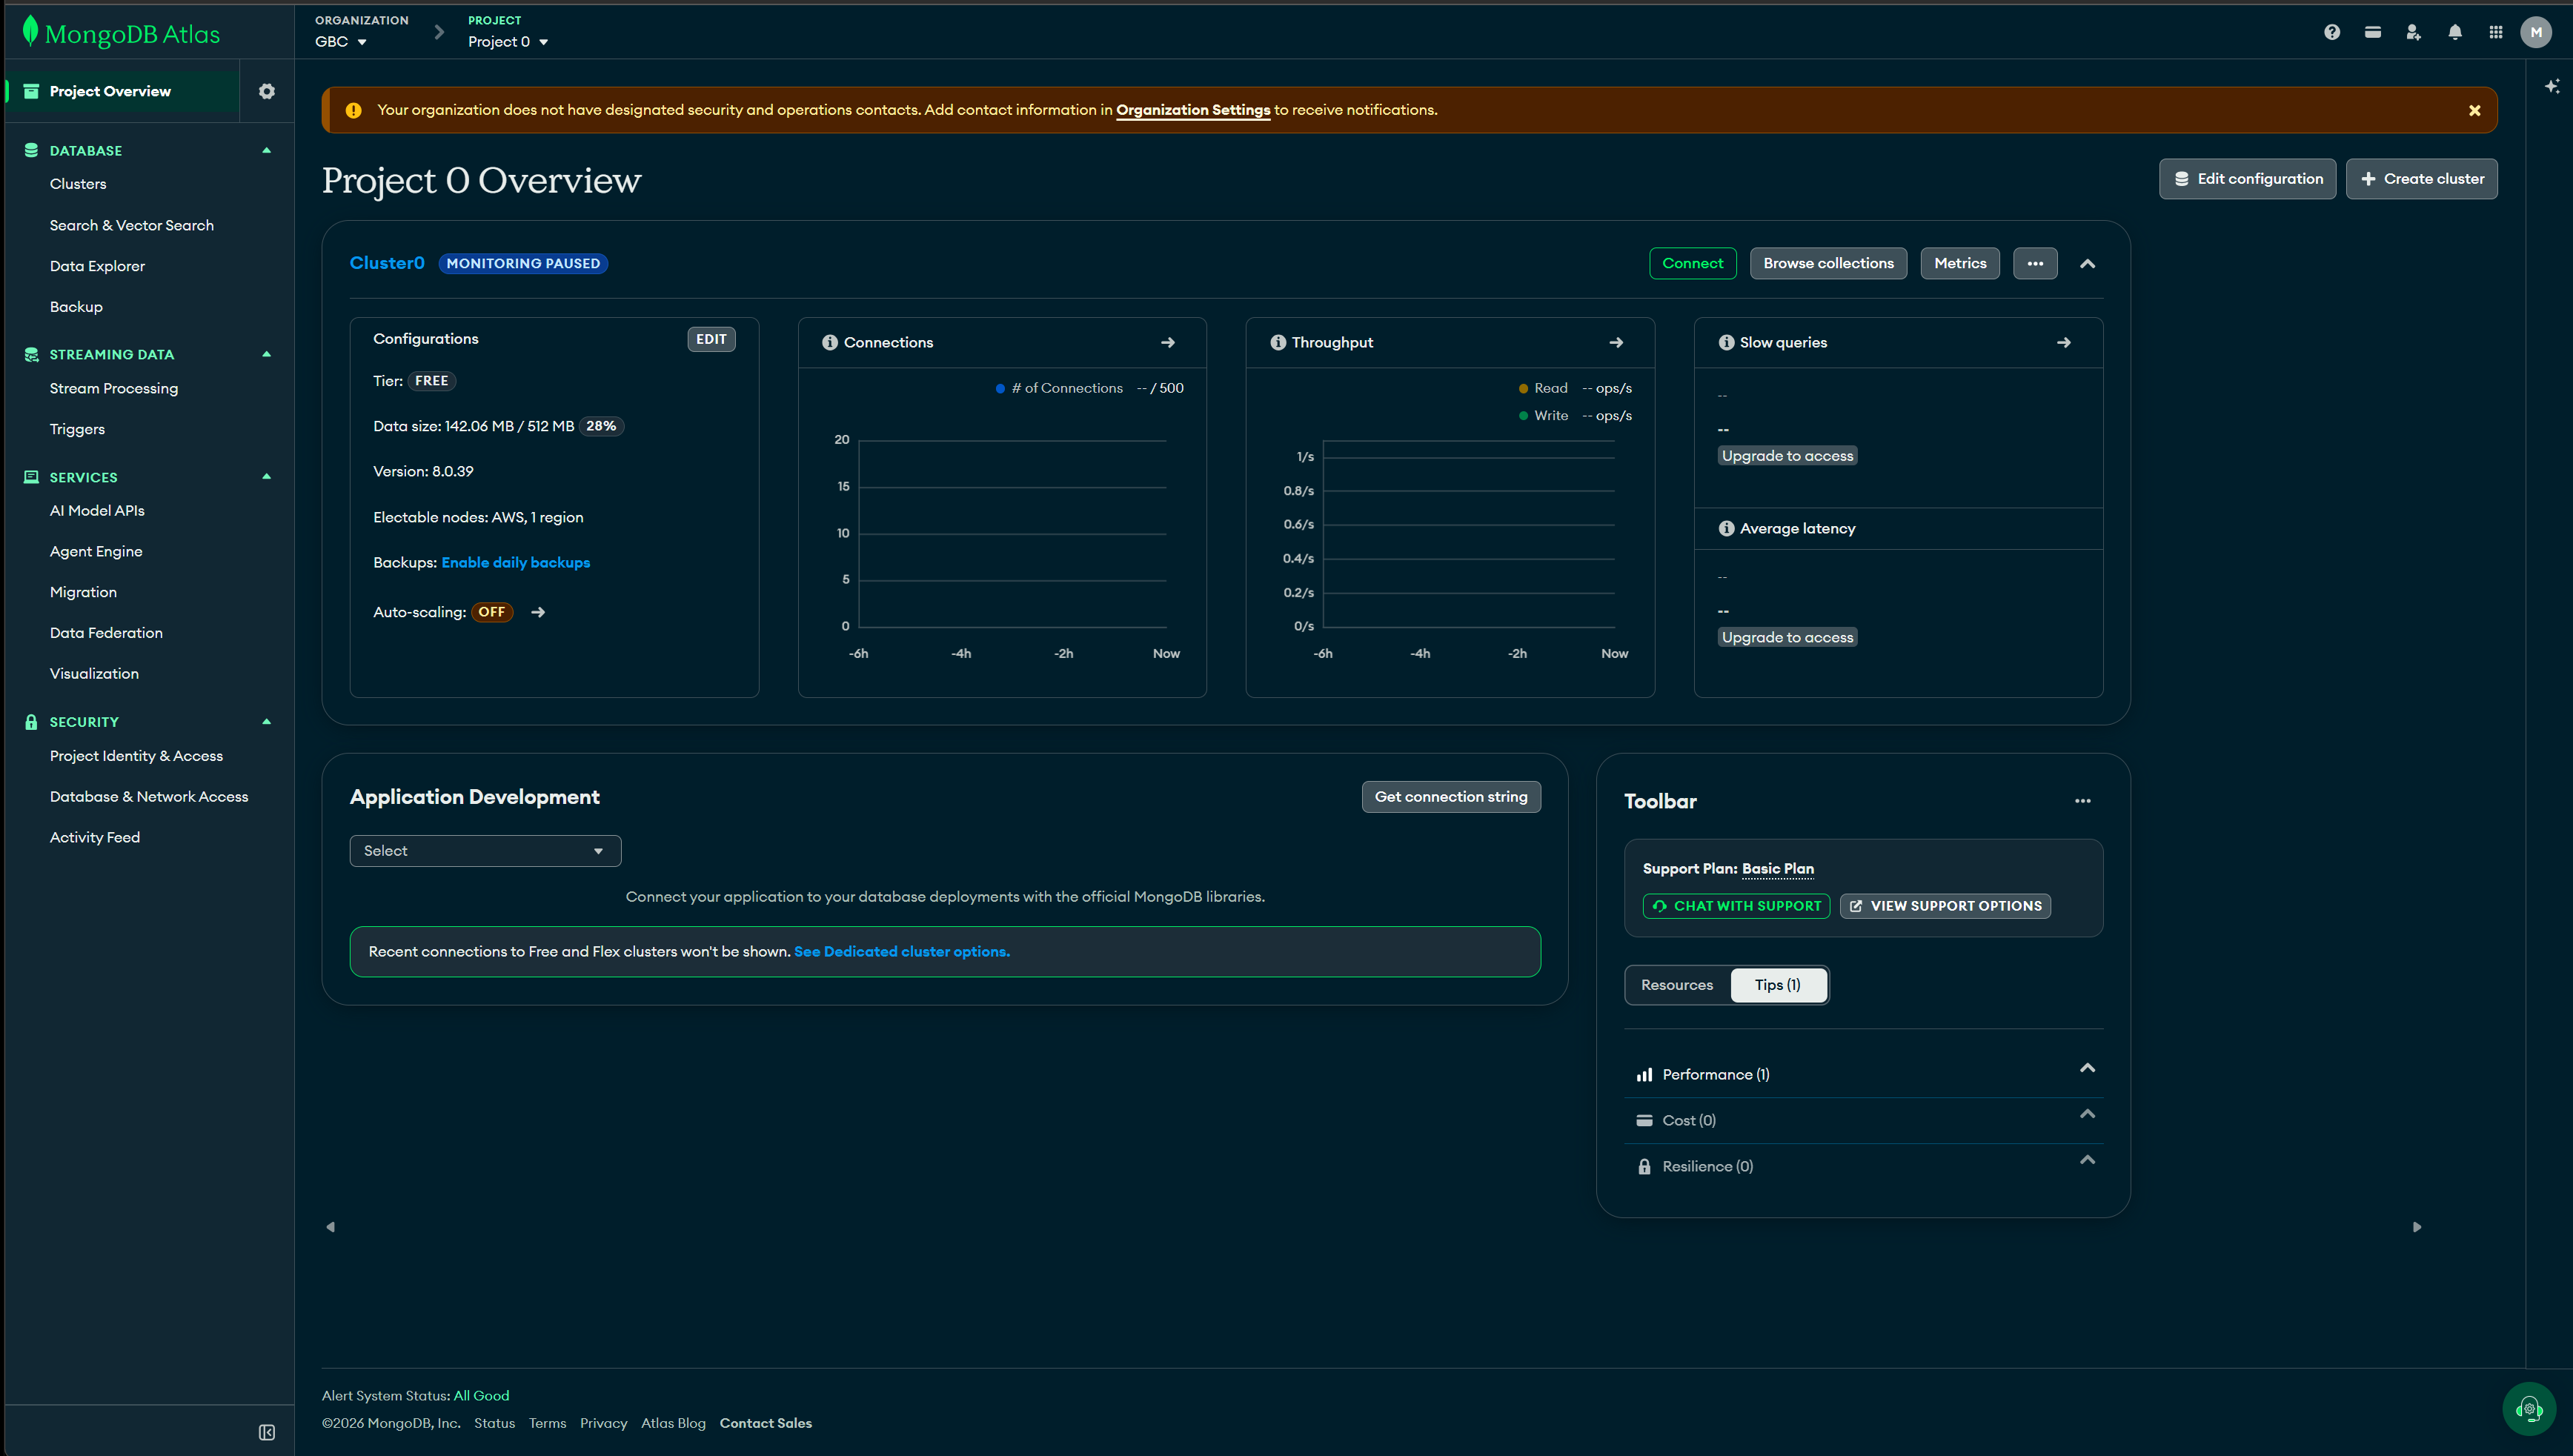 MongoDB Atlas
ORGANIZATION
GBC
PROJECT
Project 0
M
Project Overview
DATABASE
Clusters
Search & Vector Search
Data Explorer
Backup
STREAMING DATA
Stream Processing
Triggers
SERVICES
AI Model APIs
Agent Engine
Migration
Data Federation
Visualization
SECURITY
Project Identity & Access
Database & Network Access
Activity Feed
Your organization does not have designated security and operations contacts. Add contact information in Organization Settings to receive notifications.
Project 0 Overview
Edit configuration
Create cluster
Cluster0 MONITORING PAUSED
Connect
Browse collections
Metrics
Configurations
EDIT
Tier: FREE
Data size: 142.06 MB / 512 MB 28%
Version: 8.0.39
Electable nodes: AWS, 1 region
Backups: Enable daily backups
Auto-scaling: OFF
Connections
# of Connections -- / 500
20
15
10
5
0
-6h -4h -2h Now
Throughput
Read -- ops/s
Write -- ops/s
1/s
0.8/s
0.6/s
0.4/s
0.2/s
0/s
-6h -4h -2h Now
Slow queries
--
--
Upgrade to access
Average latency
--
--
Upgrade to access
Application Development
Get connection string
Select
Connect your application to your database deployments with the official MongoDB libraries.
Recent connections to Free and Flex clusters won't be shown. See Dedicated cluster options.
Toolbar
Support Plan: Basic Plan
CHAT WITH SUPPORT
VIEW SUPPORT OPTIONS
Resources
Tips (1)
Performance (1)
Cost (0)
Resilience (0)
Alert System Status: All Good
©2026 MongoDB, Inc. Status Terms Privacy Atlas Blog Contact Sales